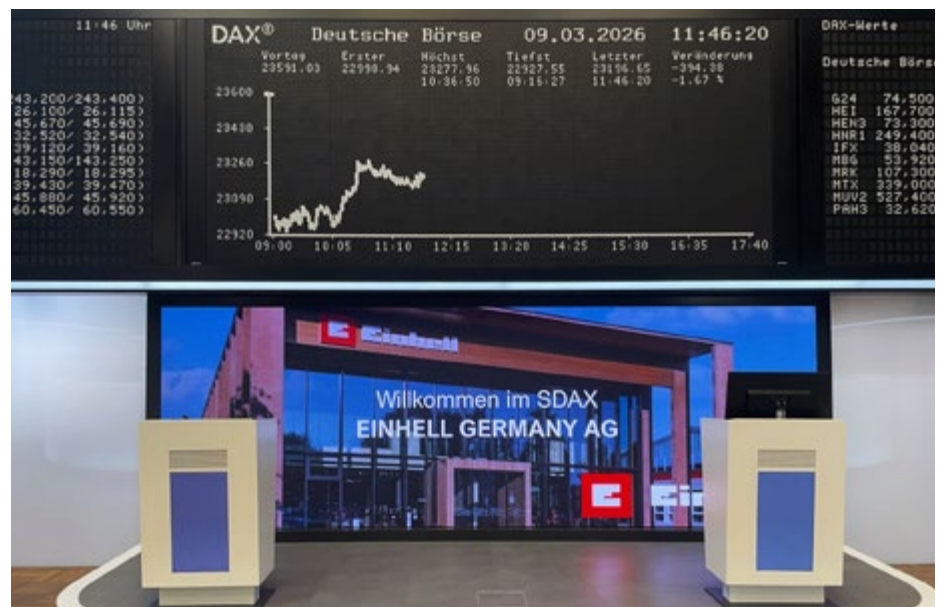 11:46 Uhr
43,200/243,400)
26,100/ 26,115)
45,670/ 45,690)
32,520/ 32,540)
39,120/ 39,160)
43,150/143,250)
18,290/ 18,295)
39,430/ 39,470)
45,880/ 45,920)
60,450/ 60,550)
DAX® Deutsche Börse 09.03.2026 11:46:20
Vortag Erster Höchst Tiefst Letzter Veränderung
23591.03 22998.94 23277.96 22927.55 23196.65 -394.38
10:36:50 09:16:27 11:46:20 -1.67 %
23600
23430
23260
23090
22920
09:00 10:05 11:10 12:15 13:20 14:25 15:30 16:35 17:40
DAX-Werte
Deutsche Börs
G24 74,500
HEI 167,700
HEN3 73,300
HNR1 249,400
IFX 38,040
MBG 53,920
MRK 107,300
MTX 339,000
MUV2 527,400
PAH3 32,620
Einhell
Willkommen im SDAX
EINHELL GERMANY AG
Ein